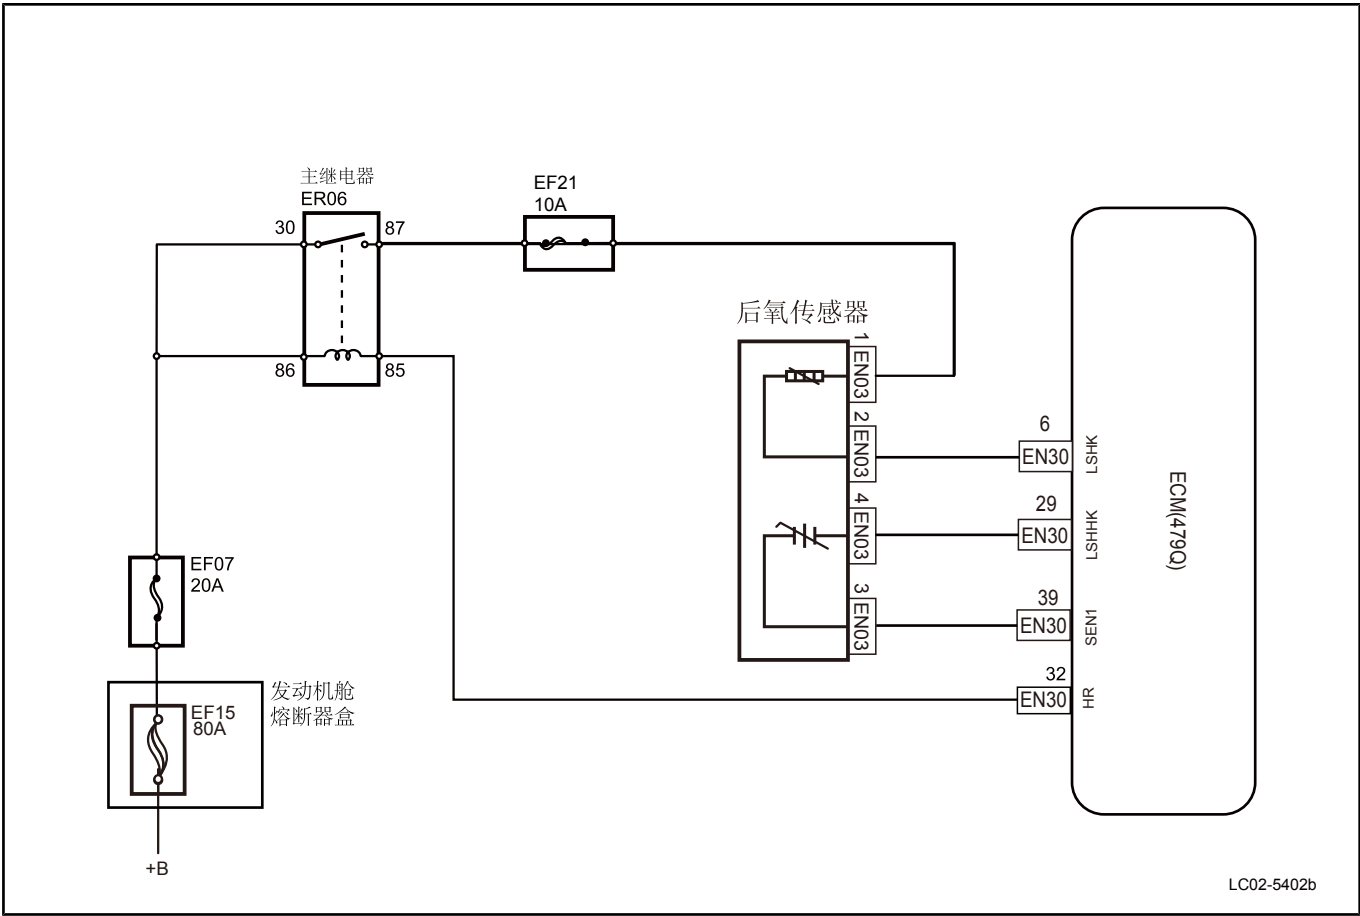 主继电器
ER06
30
87
86
85
EF21
10A
后氧传感器
1
EN03
2
EN03
4
EN03
3
EN03
6
EN30
LSHK
29
EN30
LSHHK
39
EN30
SEN1
32
EN30
HR
ECM(479Q)
EF07
20A
发动机舱
熔断器盒
EF15
80A
+B
LC02-5402b